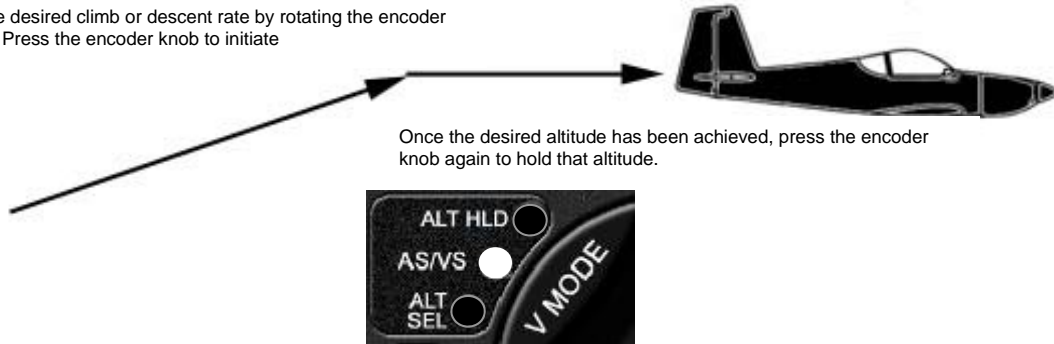 desired climb or descent rate by rotating the encoder
Press the encoder knob to initiate
Once the desired altitude has been achieved, press the encoder
knob again to hold that altitude.
ALT HLD
AS/VS
ALT
SEL
V MODE